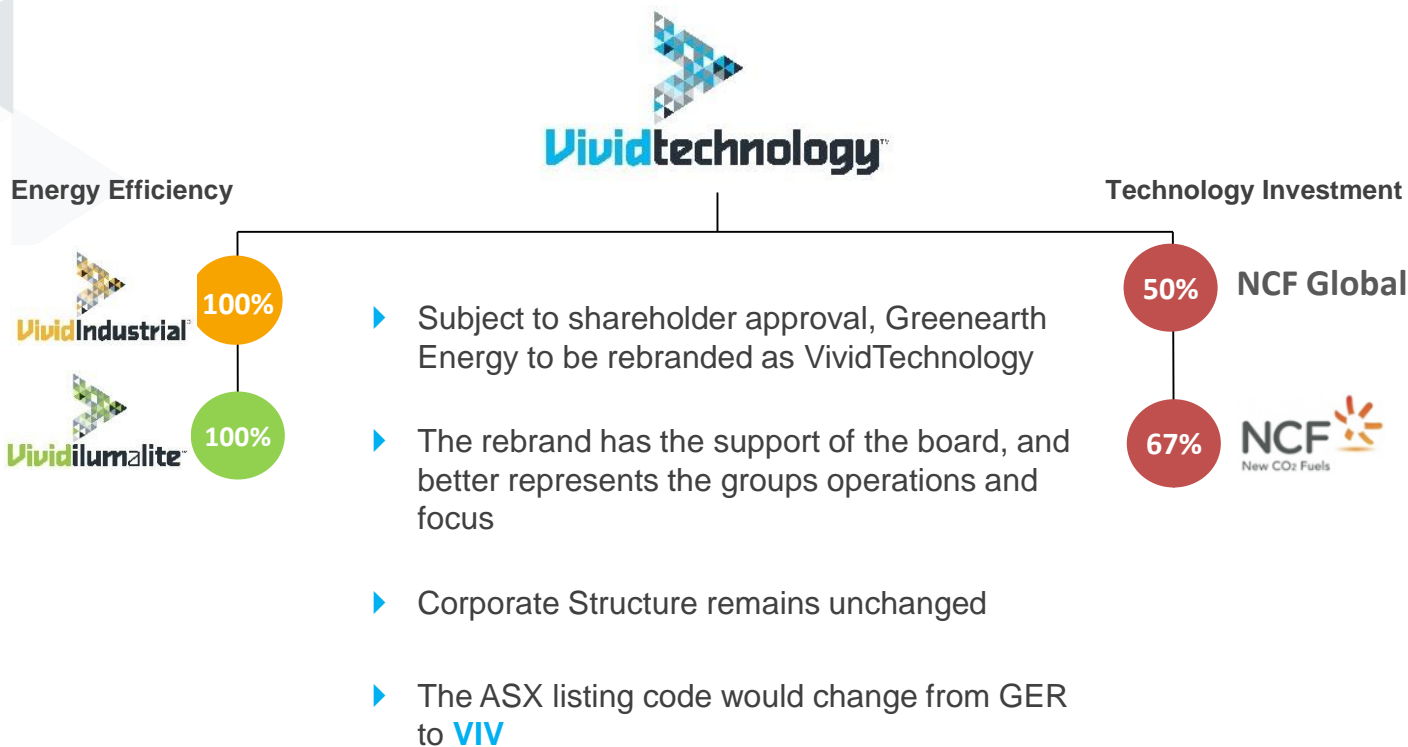 Vividtechnology™
Energy Efficiency
Technology Investment
VividIndustrial
100%
Vividilumalite™
100%
50%
NCF Global
67%
NCF
New CO₂ Fuels
Subject to shareholder approval, Greenearth
Energy to be rebranded as VividTechnology
The rebrand has the support of the board, and
better represents the groups operations and
focus
Corporate Structure remains unchanged
The ASX listing code would change from GER
to VIV